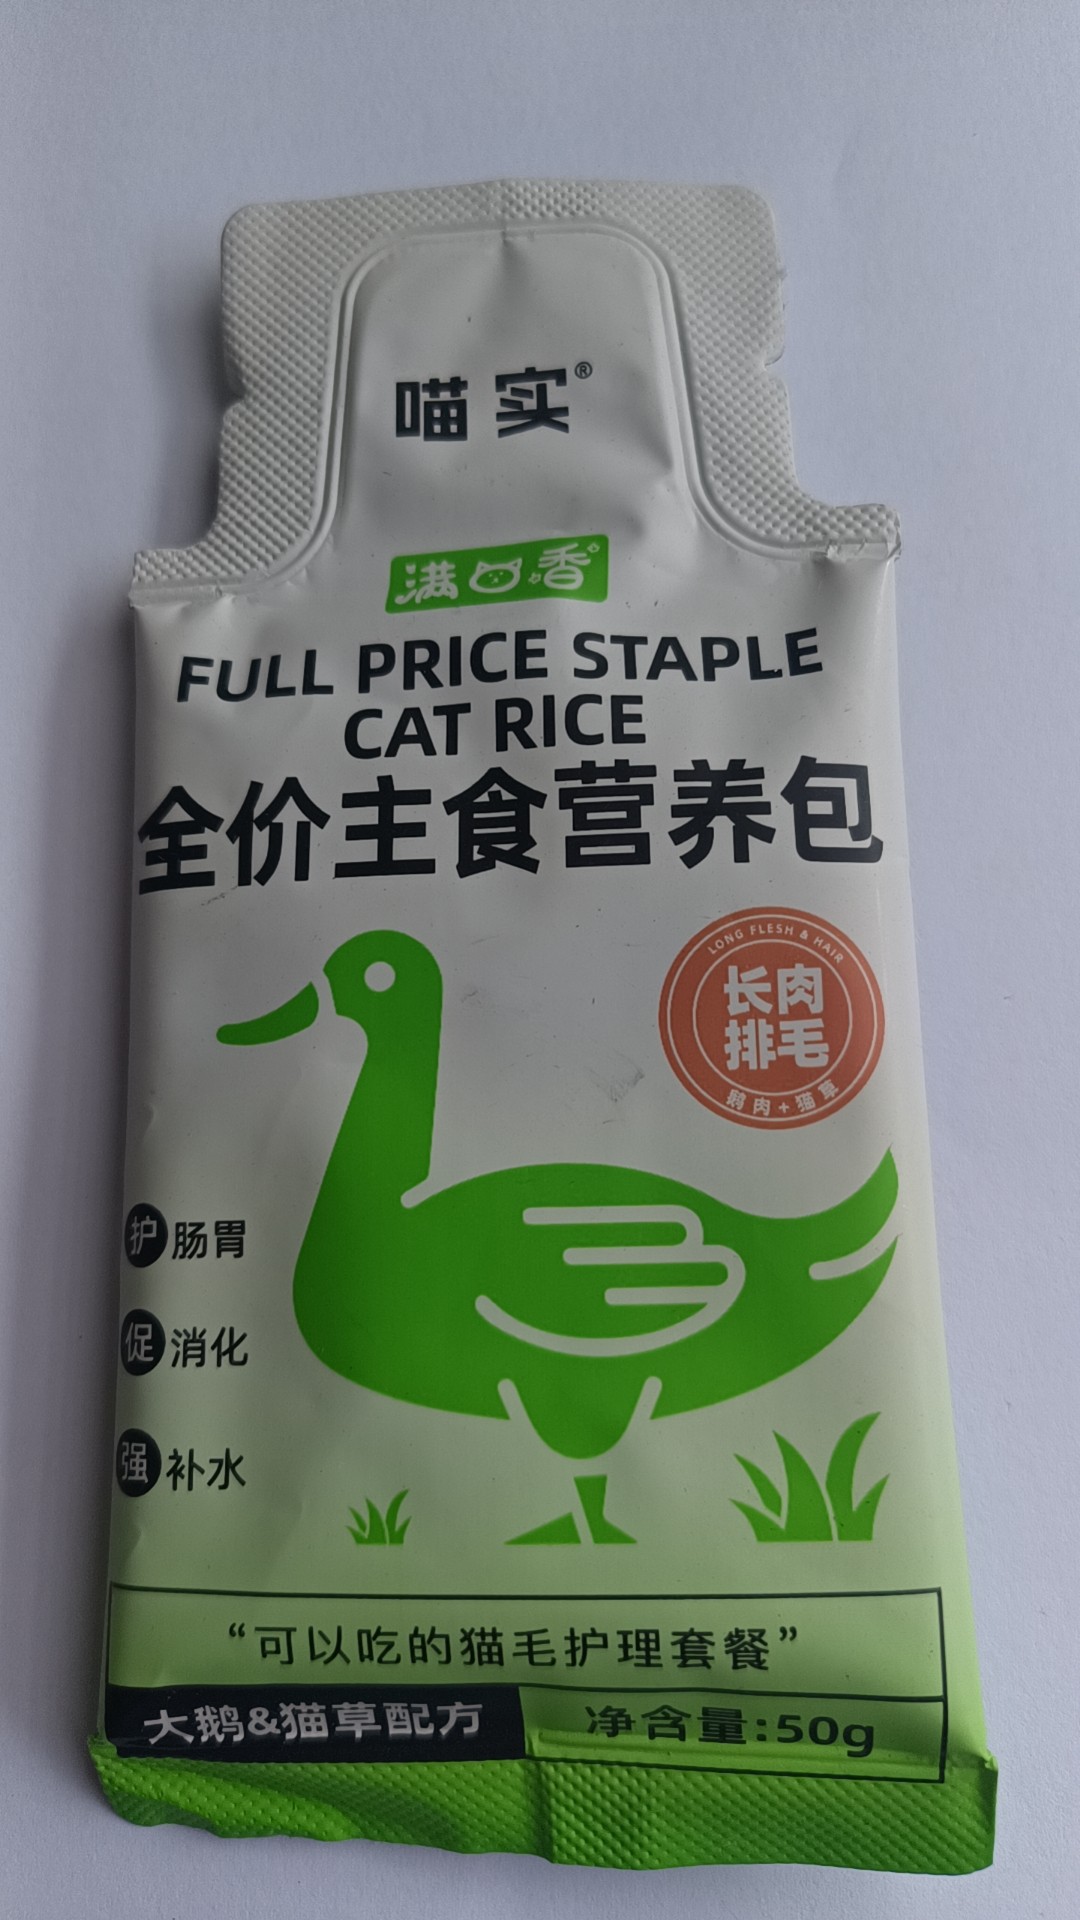 喵实®
满口香
FULL PRICE STAPLE
CAT RICE
全价主食营养包
LONG FLESH & HAIR
长肉
排毛
鹅肉+猫草
护 肠胃
促 消化
强 补水
“可以吃的猫毛护理套餐”
大鹅&猫草配方
净含量:50g